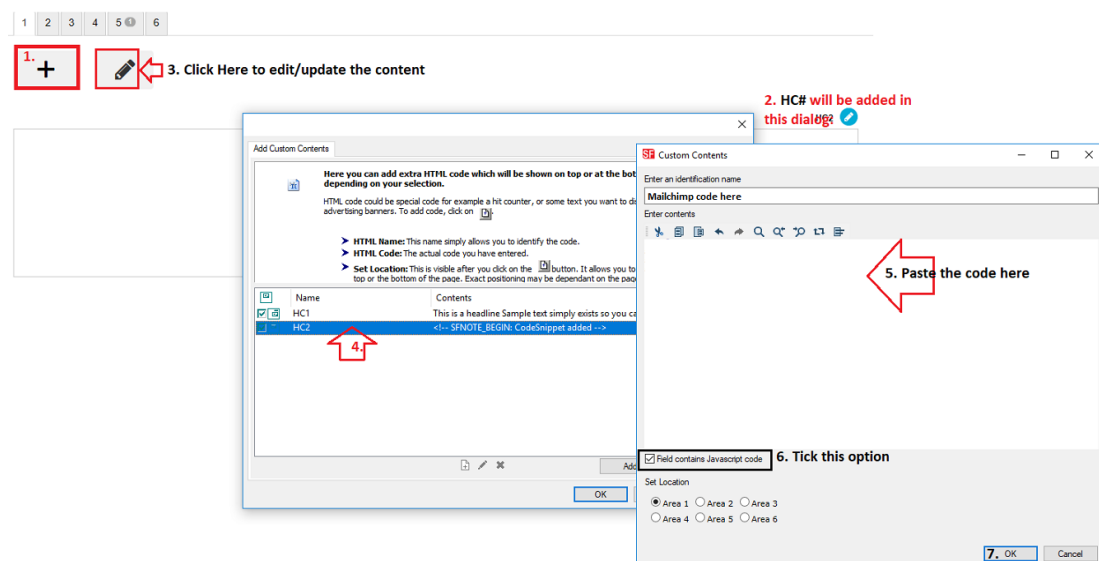 1 2 3 4 5 1 6
1.
+
3. Click Here to edit/update the content
2. HC# will be added in
this dialog.
HC2
Add Custom Contents
Here you can add extra HTML code which will be shown on top or at the bot
depending on your selection.
HTML code could be special code for example a hit counter, or some text you want to di
advertising banners. To add code, click on
HTML Name: This name simply allows you to identify the code.
HTML Code: The actual code you have entered.
Set Location: This is visible after you click on the button. It allows you to
top or the bottom of the page. Exact positioning may be dependant on the page
Name Contents
HC1 This is a headline Sample text simply exists so you ca
HC2 <!-- SFNOTE_BEGIN: CodeSnippet added -->
4.
Add
OK
SF Custom Contents
Enter an identification name
Mailchimp code here
Enter contents
5. Paste the code here
Field contains Javascript code
6. Tick this option
Set Location
Area 1 Area 2 Area 3
Area 4 Area 5 Area 6
7. OK Cancel